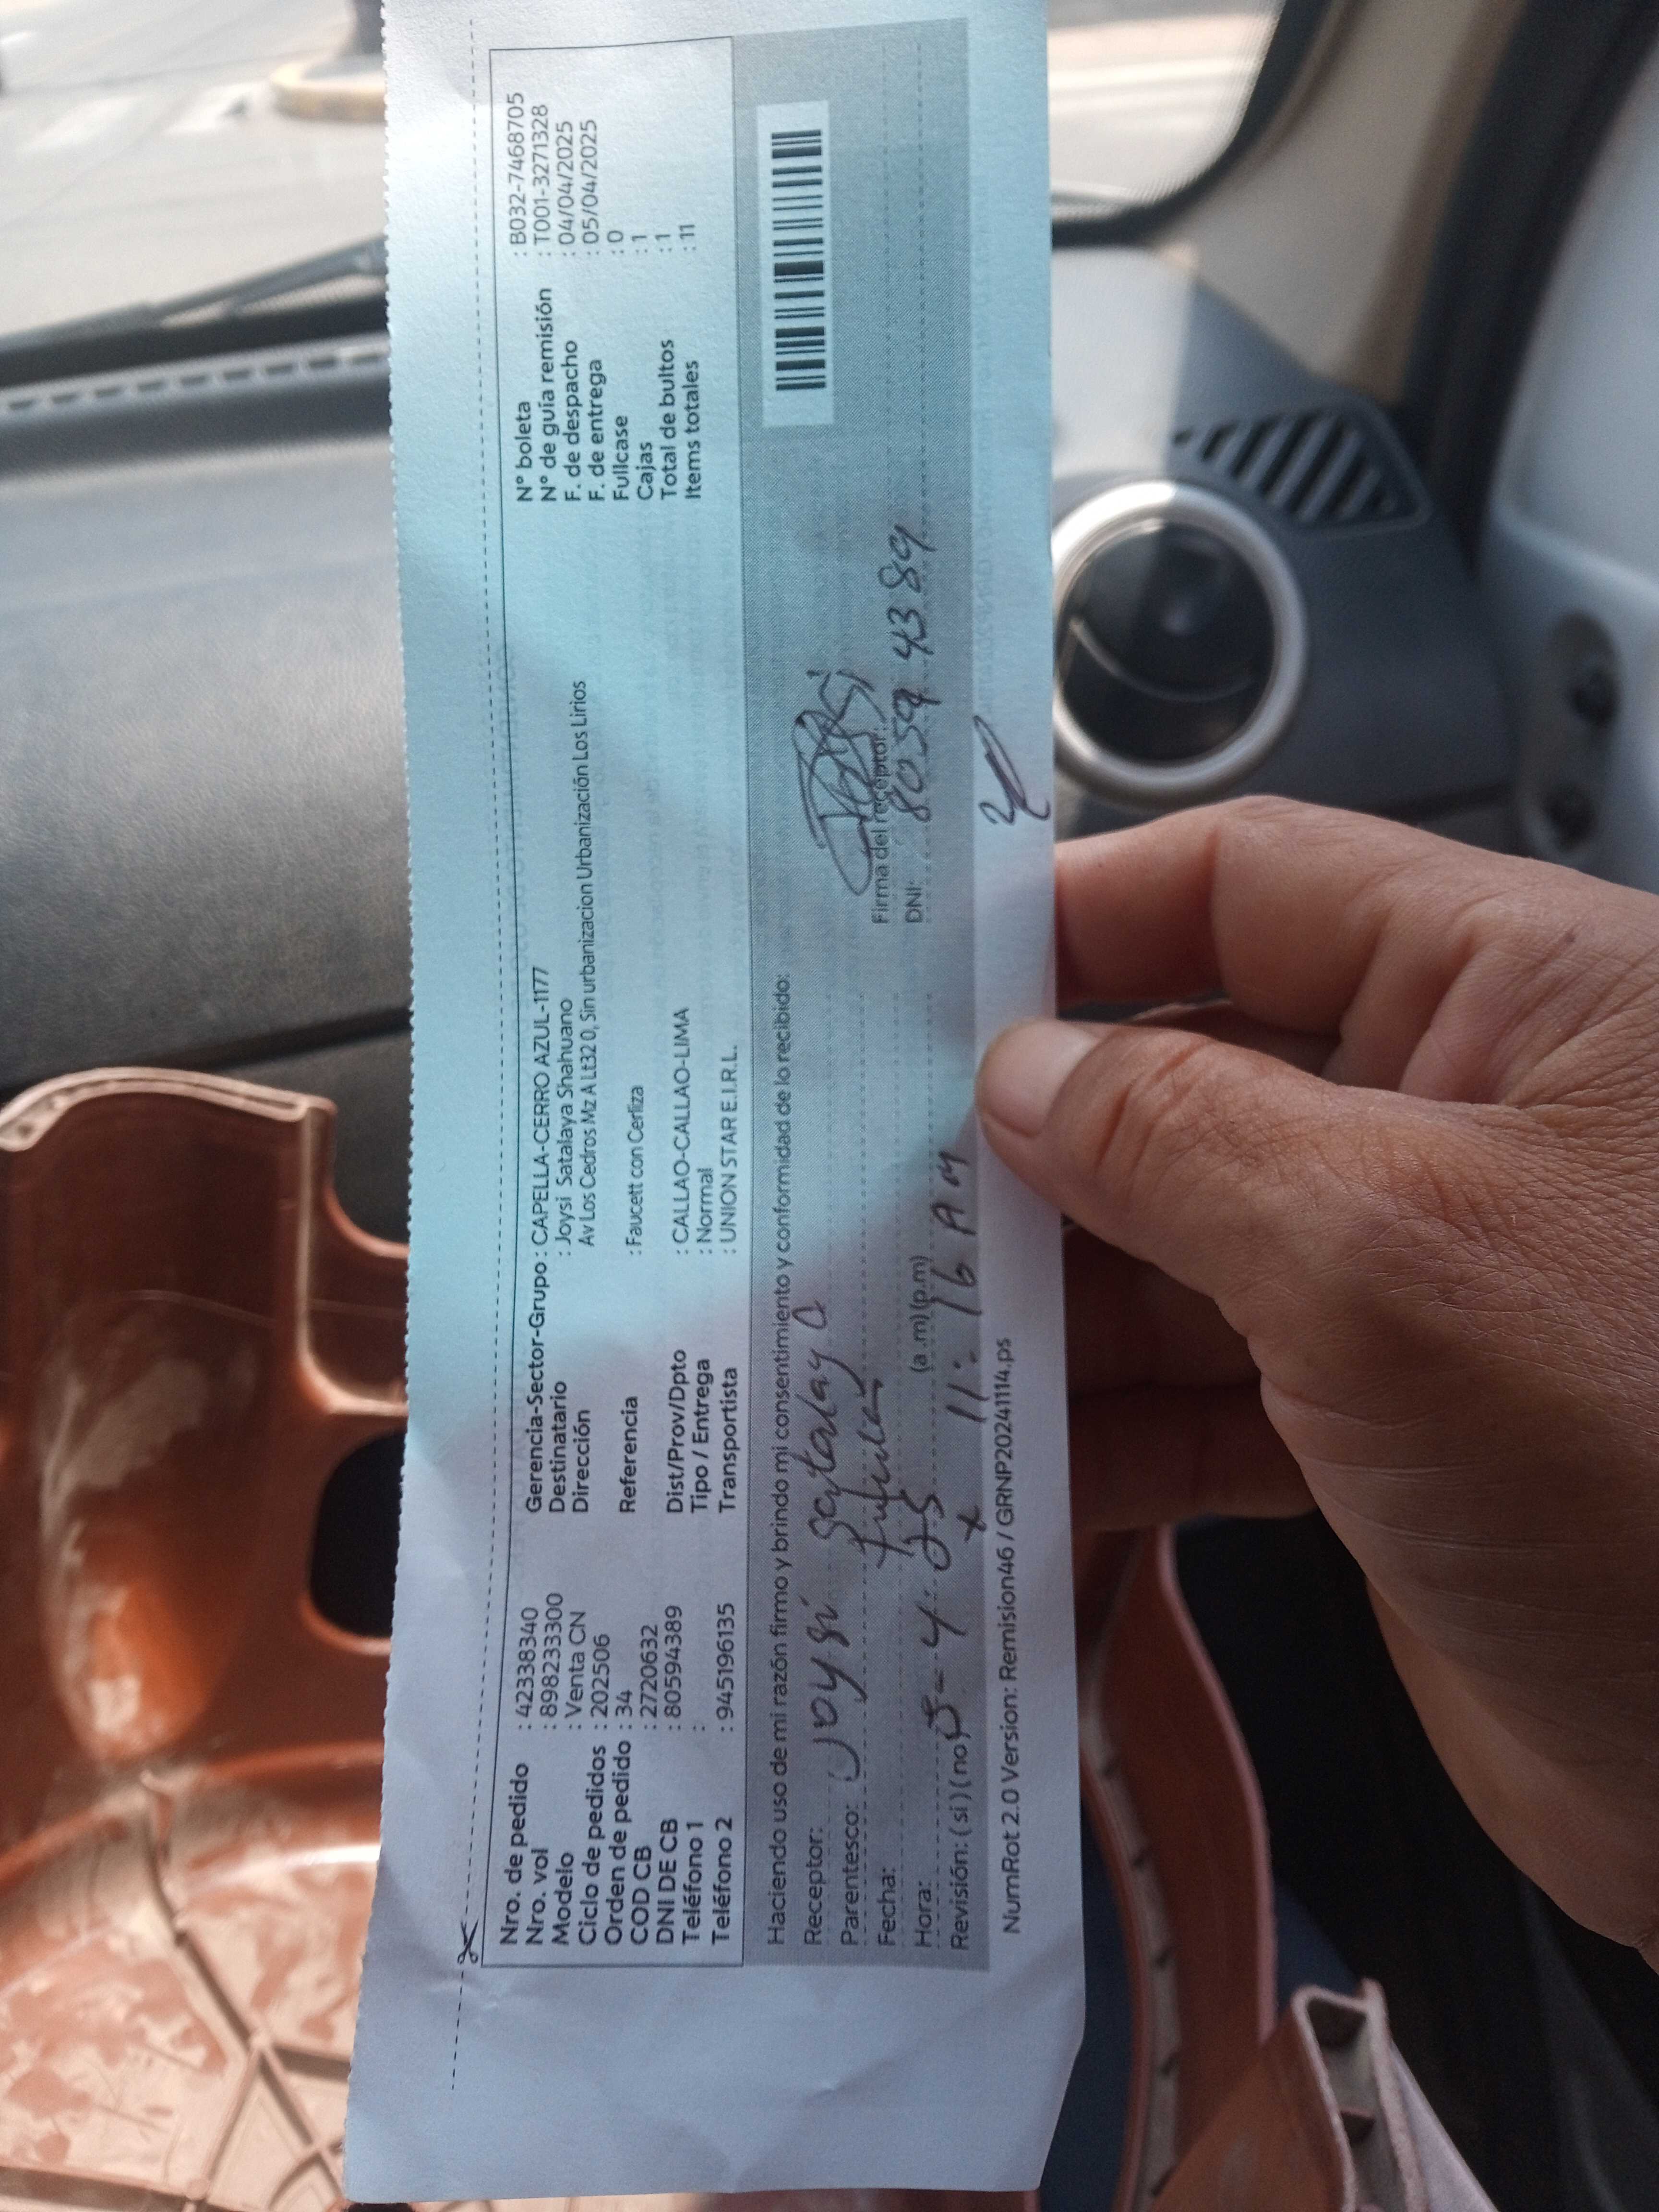 Nro. de pedido : 42338340
Nro. vol : 898233300
Modelo : Venta CN
Ciclo de pedidos : 202506
Orden de pedido : 34
COD CB : 2720632
DNI DE CB : 80594389
Teléfono 1 :
Teléfono 2 : 945196135
Gerencia-Sector-Grupo : CAPELLA-CERRO AZUL-1177
Destinatario : Joysi Satalaya Shahuano
Dirección Av Los Cedros Mz A Lt32 0, Sin urbanizacion Urbanización Los Lirios
Referencia : Faucett con Cerliza
Dist/Prov/Dpto : CALLAO-CALLAO-LIMA
Tipo / Entrega : Normal
Transportista : UNION STAR E.I.R.L.
N° boleta : B032-7468705
N° de guía remisión : T001-3271328
F. de despacho : 04/04/2025
F. de entrega : 05/04/2025
Fullcase : 0
Cajas : 1
Total de bultos : 1
Items totales : 11
Haciendo uso de mi razón firmo y brindo mi consentimiento y conformidad de lo recibido:
Receptor: Joysi
Parentesco:
Fecha: 5-4-25
Hora: (a.m) (p.m) 11:16 AM
Revisión: ( si ) ( no ) x
Firma del receptor:
DNI: 80594389
NumRot 2.0 Version: Remision46 / GRNP20241114.ps